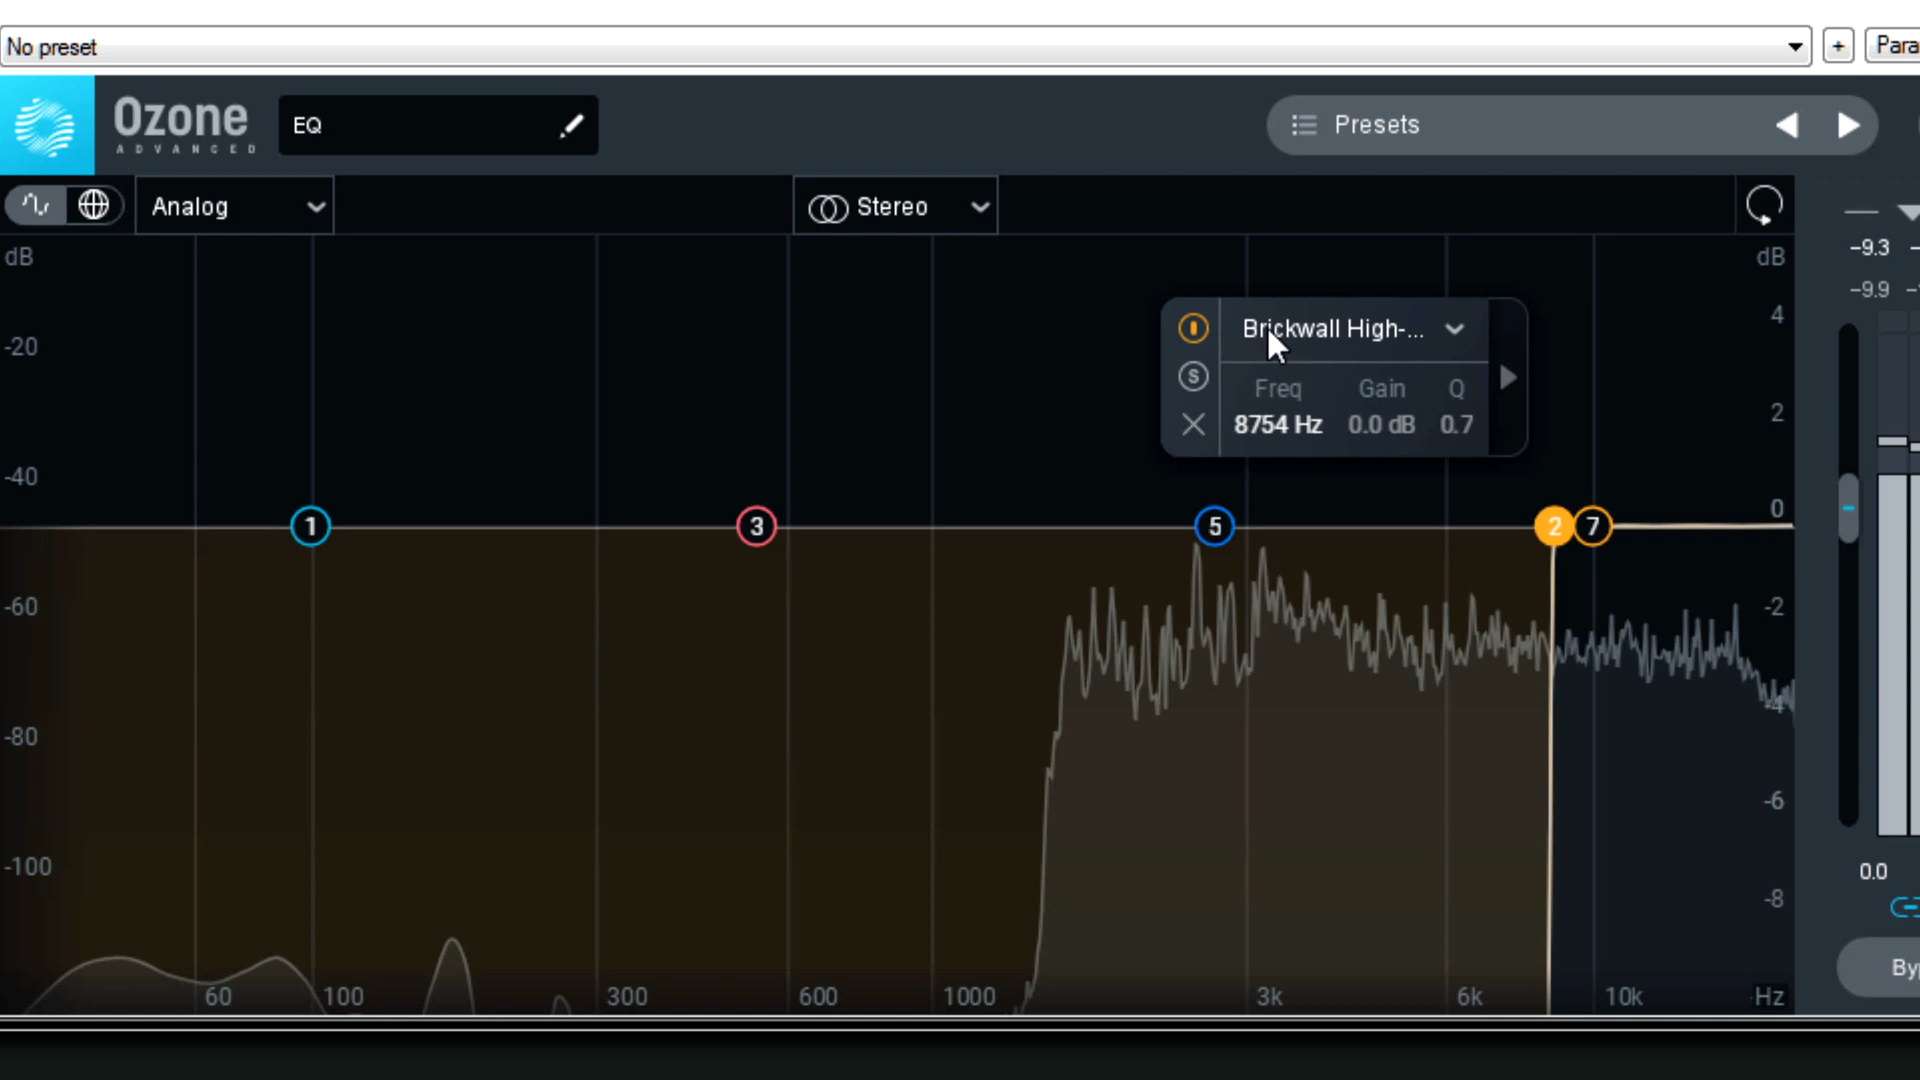 No preset
+
Para
Ozone
ADVANCED
EQ
Presets
Analog
Stereo
-9.3
-9.9
dB
dB
-20
-40
-60
-80
-100
4
2
0
-2
-4
-6
-8
Brickwall High-...
S
Freq Gain Q
8754 Hz 0.0 dB 0.7
1 3 5 2 7
0.0
By
60 100 300 600 1000 3k 6k 10k Hz